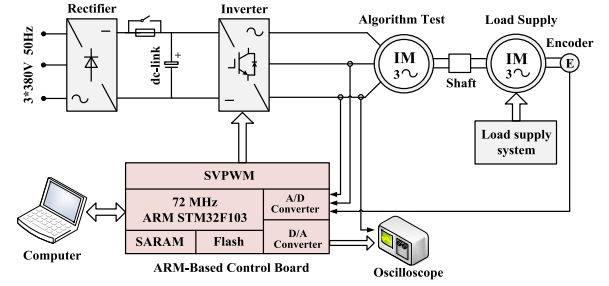 Rectifier
Inverter
Algorithm Test
Load Supply
Encoder
3*380V 50Hz
dc-link
+
IM
3
Shaft
IM
3
E
Load supply
system
SVPWM
72 MHz
ARM STM32F103
A/D
Converter
SARAM
Flash
D/A
Converter
Computer
ARM-Based Control Board
Oscilloscope